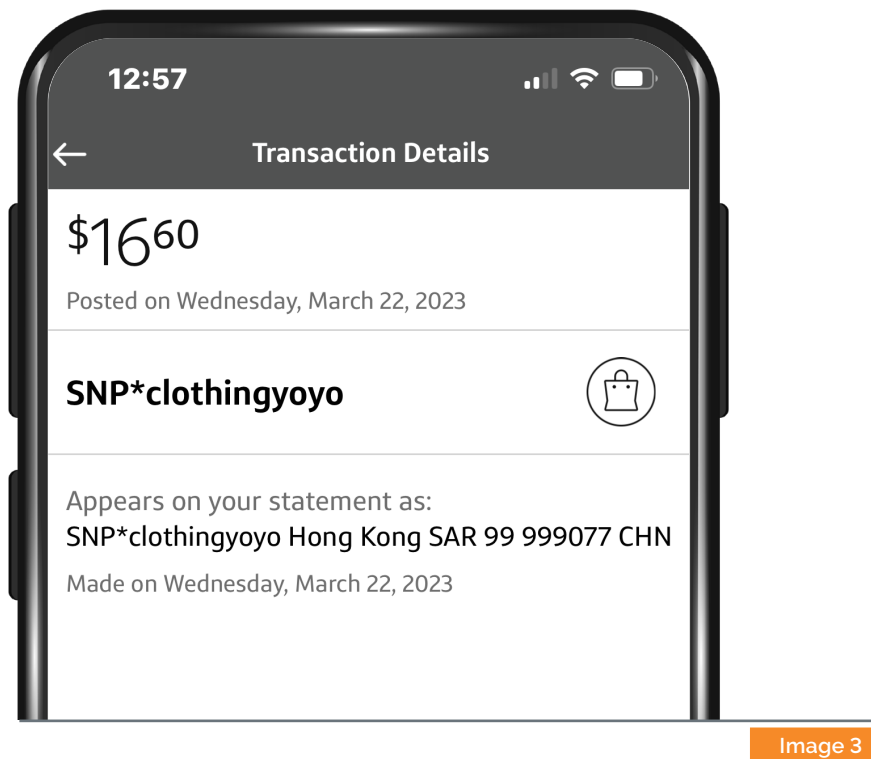 12:57
Transaction Details
$16⁶⁰
Posted on Wednesday, March 22, 2023
SNP*clothingyoyo
Appears on your statement as:
SNP*clothingyoyo Hong Kong SAR 99 999077 CHN
Made on Wednesday, March 22, 2023
Image 3